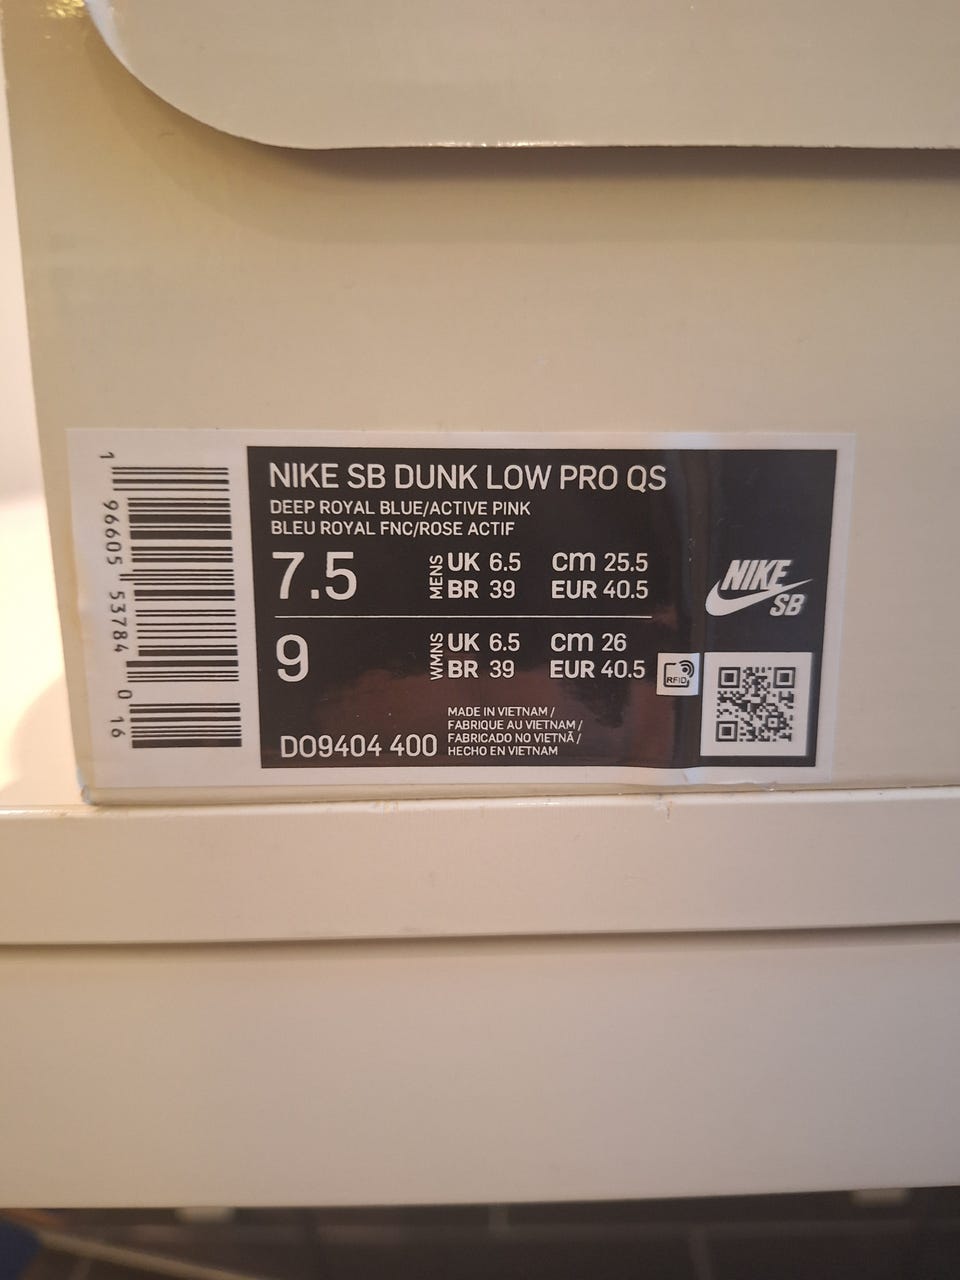 NIKE SB DUNK LOW PRO QS
DEEP ROYAL BLUE/ACTIVE PINK
BLEU ROYAL FNC/ROSE ACTIF
7.5 MENS UK 6.5 cm 25.5
BR 39 EUR 40.5
9 WMNS UK 6.5 cm 26
BR 39 EUR 40.5
MADE IN VIETNAM /
FABRIQUE AU VIETNAM /
FABRICADO NO VIETNÃ /
HECHO EN VIETNAM
DO9404 400
NIKE
SB
RFID
1 96605 53784 0 16